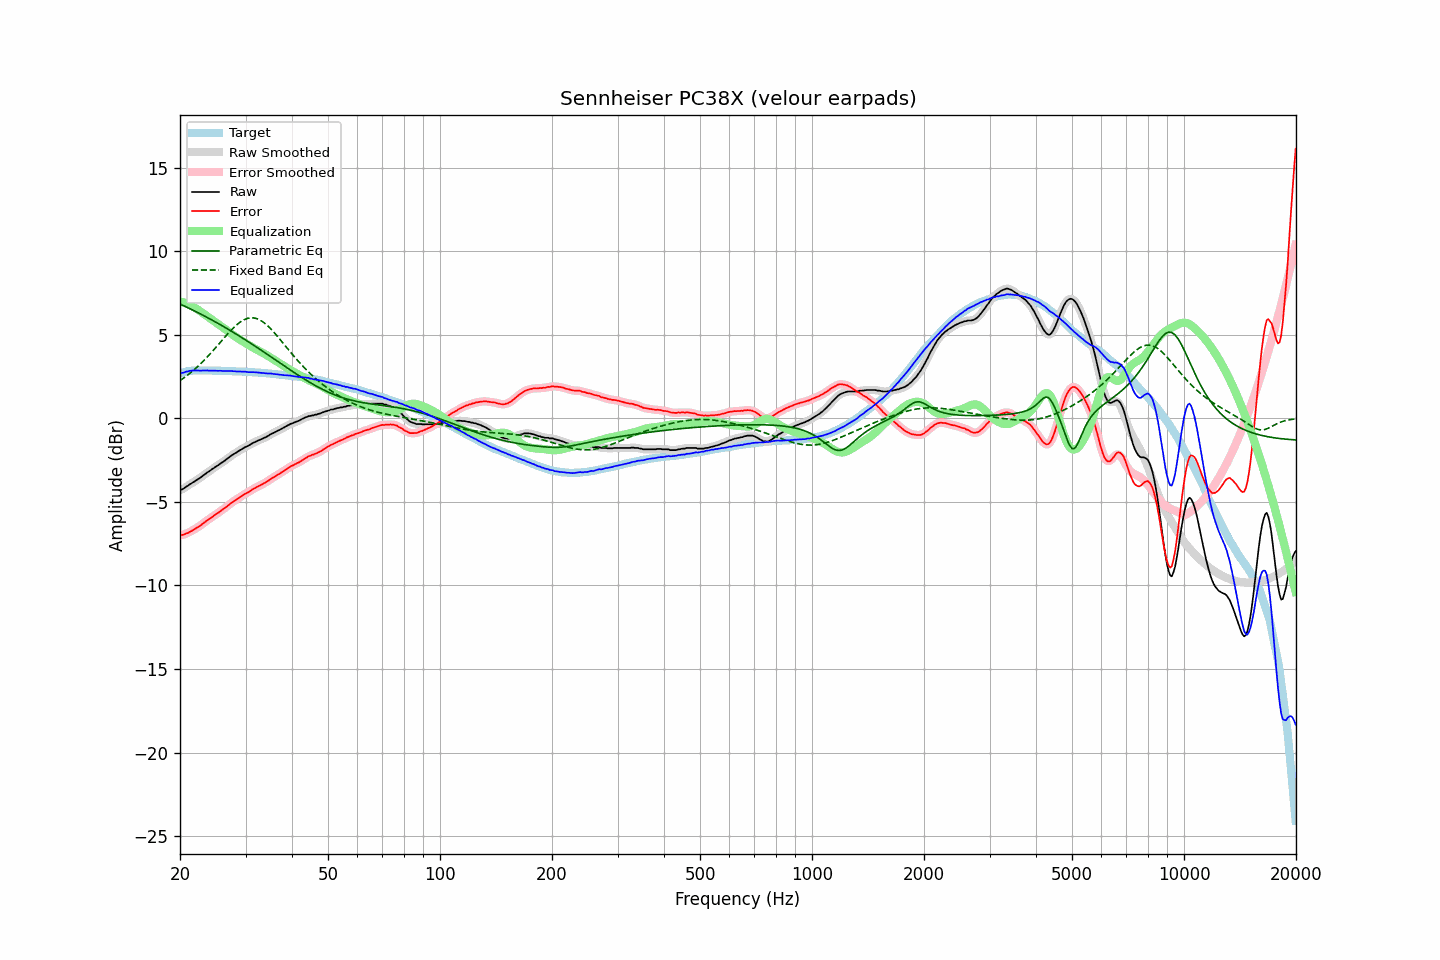 Sennheiser PC38X (velour earpads)
Target
Raw Smoothed
Error Smoothed
Raw
Error
Equalization
Parametric Eq
Fixed Band Eq
Equalized
15
10
5
0
−5
−10
−15
−20
−25
Amplitude (dBr)
20
50
100
200
500
1000
2000
5000
10000
20000
Frequency (Hz)